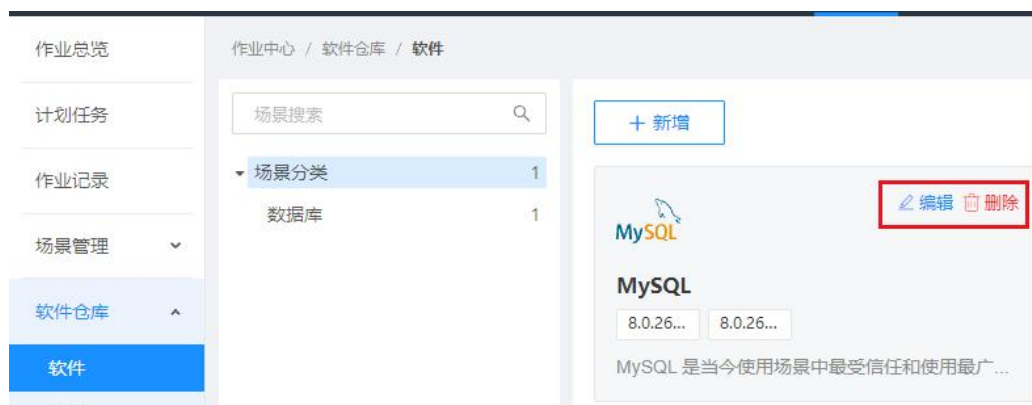 作业总览
计划任务
作业记录
场景管理
软件仓库
软件
作业中心 / 软件仓库 / 软件
场景搜索
场景分类 1
数据库 1
+ 新增
编辑 删除
MySQL
MySQL
8.0.26... 8.0.26...
MySQL 是当今使用场景中最受信任和使用最广...